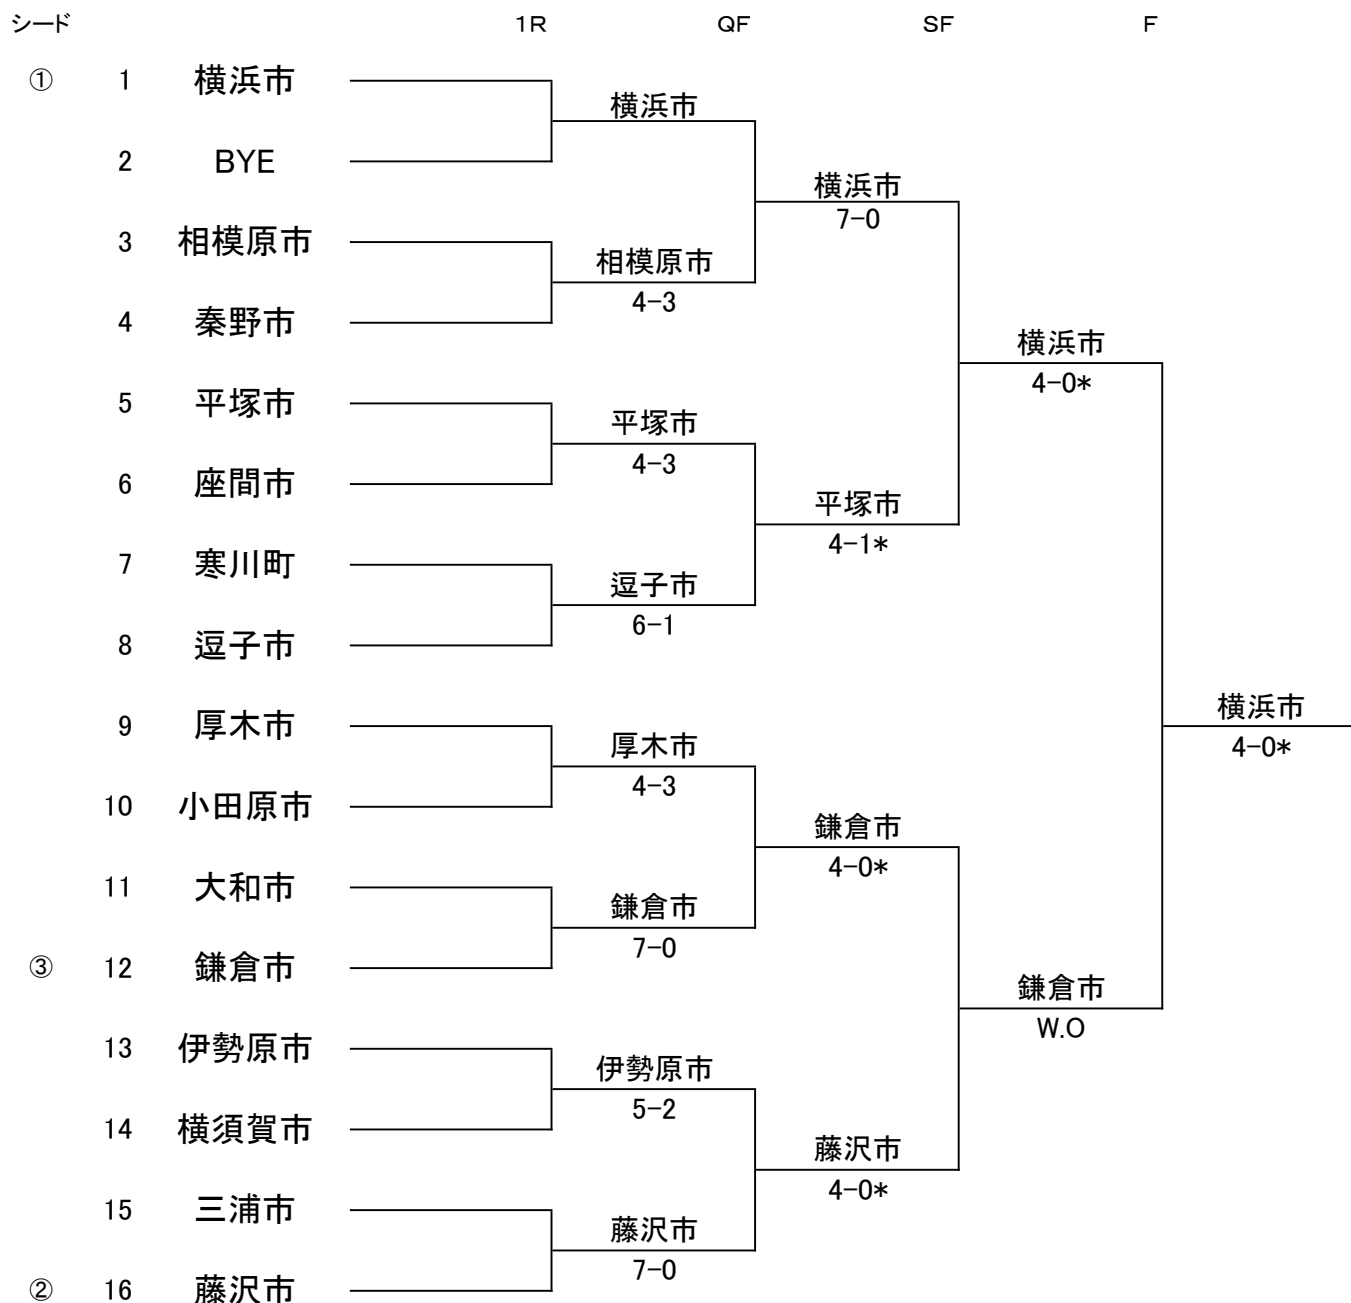 シード 1R QF SF F
① 1 横浜市
横浜市
2 BYE
横浜市
7-0
3 相模原市
相模原市
4-3
4 秦野市
横浜市
4-0*
5 平塚市
平塚市
4-3
6 座間市
平塚市
4-1*
7 寒川町
逗子市
6-1
8 逗子市
横浜市
4-0*
9 厚木市
厚木市
4-3
10 小田原市
鎌倉市
4-0*
11 大和市
鎌倉市
7-0
③ 12 鎌倉市
鎌倉市
W.O
13 伊勢原市
伊勢原市
5-2
14 横須賀市
藤沢市
4-0*
15 三浦市
藤沢市
7-0
② 16 藤沢市